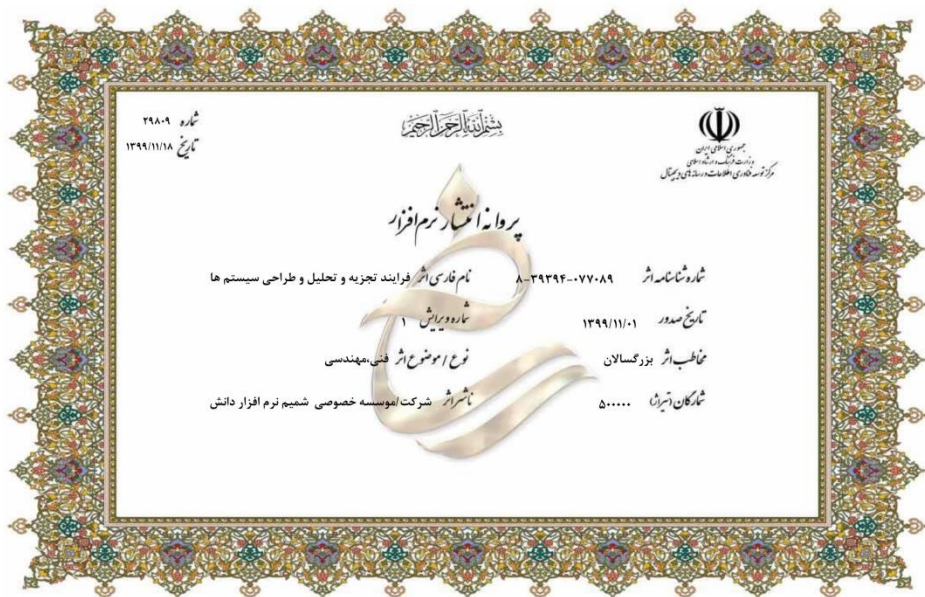 بسم الله الرحمن الرحیم
جمهوری اسلامی ایران
وزارت فرهنگ و ارشاد اسلامی
مرکز توسعه فناوری اطلاعات و رسانه های دیجیتال
شماره ۲۹۸۰۹
تاریخ ۱۳۹۹/۱۱/۱۸
پروانه انتشار نرم افزار
شماره شناسنامه اثر ۸-۳۹۳۹۴-۰۷۷۰۸۹ نام فارسی اثر فرایند تجزیه و تحلیل و طراحی سیستم ها
تاریخ صدور ۱۳۹۹/۱۱/۰۱ شماره ویرایش ۱
مخاطب اثر بزرگسالان نوع / موضوع اثر فنی،مهندسی
شمارگان (تیراژ) ۵۰۰۰۰۰ ناشر اثر شرکت/موسسه خصوصی شمیم نرم افزار دانش